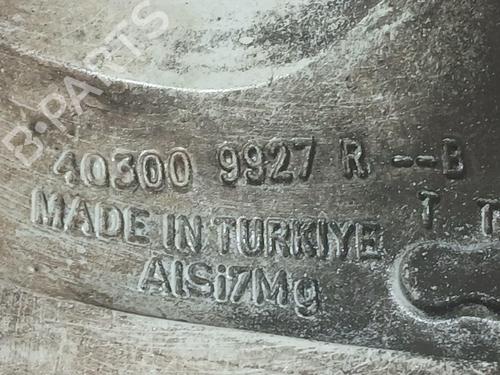 B-PARTS
40300 9927 R --B
MADE IN TURKIYE T T
AlSi7Mg